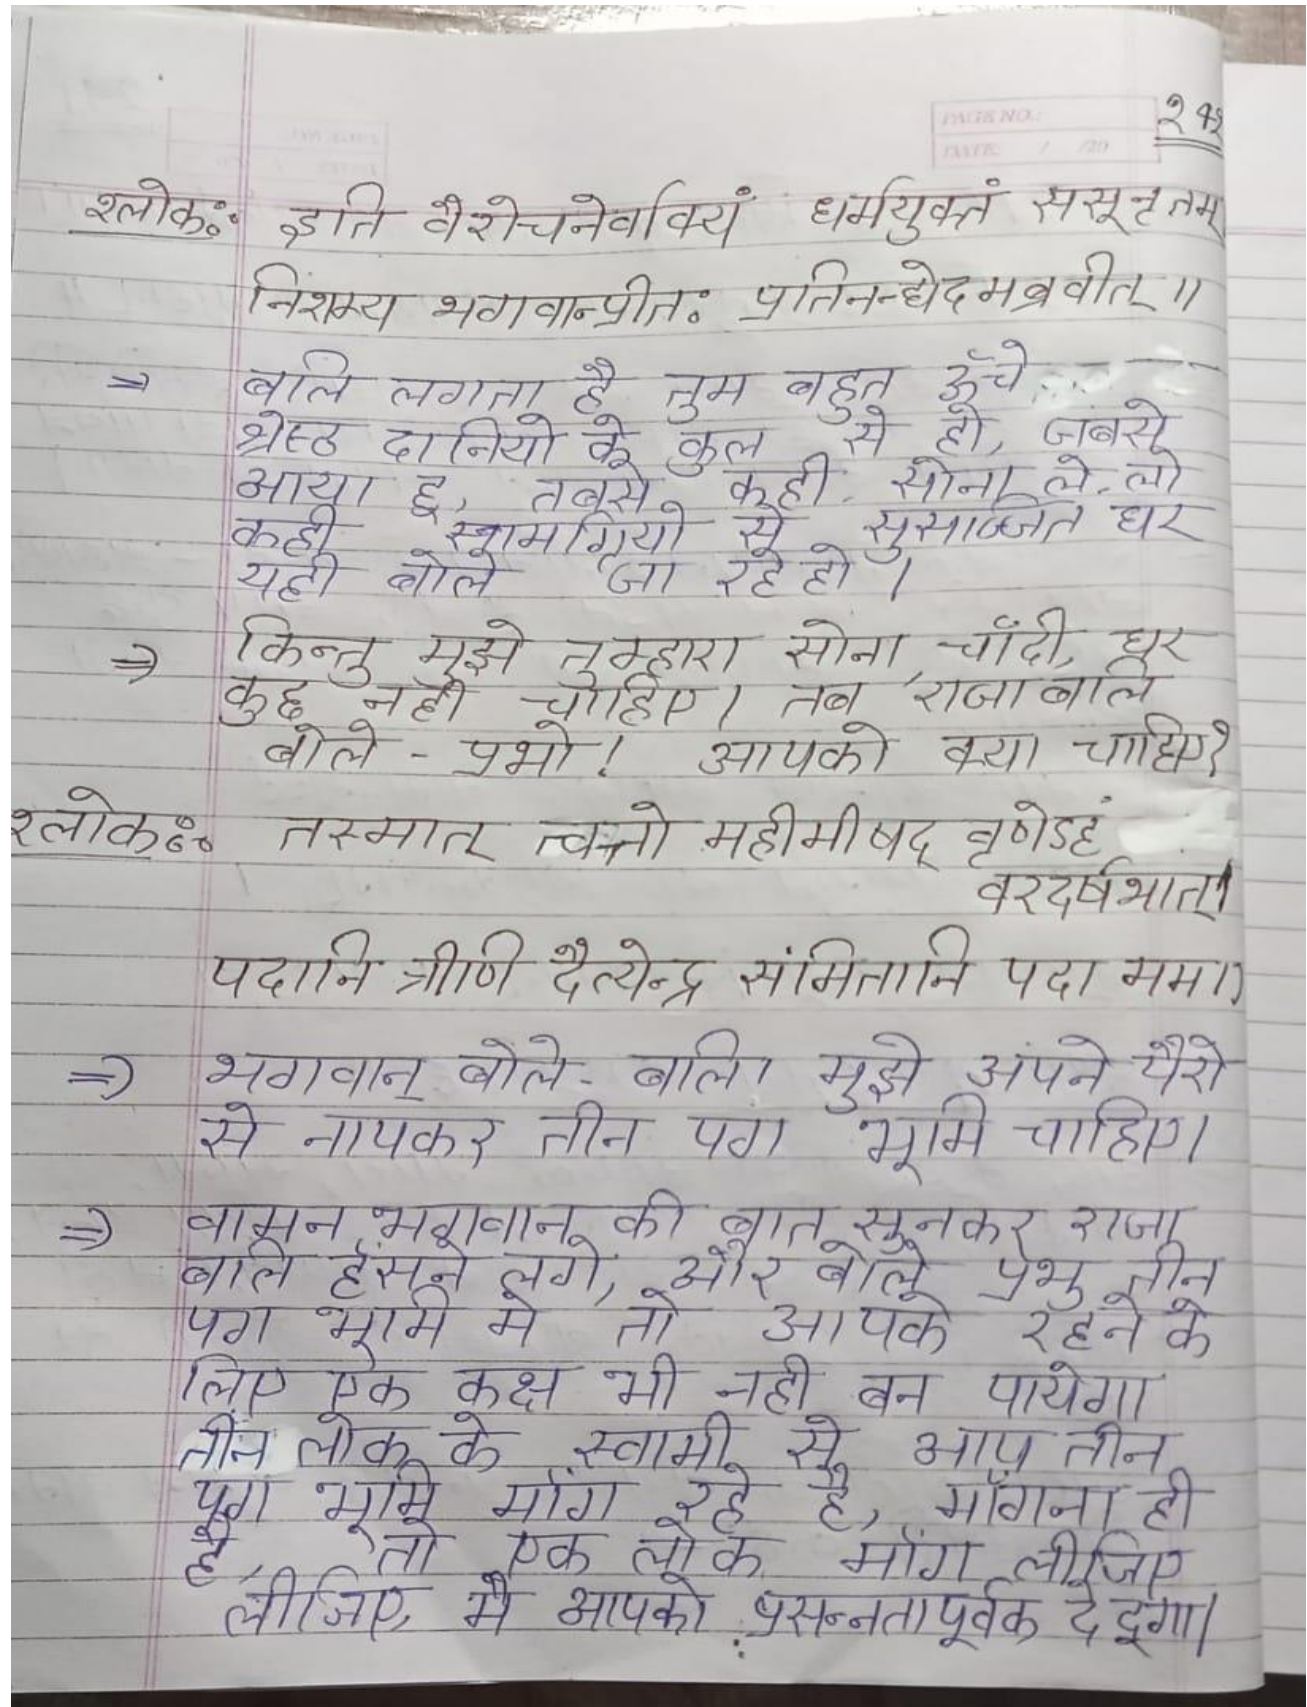 PAGE NO.:
DATE: / /20
श्लोक: इति वैरोचनेर्वाक्यं धर्मयुक्तं ससूनृतम्
निशम्य भगवान्प्रीतः प्रतिनन्द्येदमब्रवीत् ॥
⇒ बलि लगता है तुम बहुत ऊँचे
श्रेस्ठ दानियो के कुल से हो, जबसे
आया हू, तबसे कही सोना ले लो
कही सामग्रियो से सुसाज्जित घर
यही बोले जा रहे हो ।
⇒ किन्तु मुझे तुम्हारा सोना, चाँदी, घर
कुछ नही चाहिए। तब राजा बलि
बोले - प्रभो! आपको क्या चाहिए?
श्लोक: तस्मात् त्वत्तो महीमीषद् वृणेऽहं
वरदर्षभात्।
पदानि त्रीणि दैत्येन्द्र संमितानि पदा मम॥
⇒ भगवान् बोले - बलि। मुझे अपने पैरो
से नापकर तीन पग भूमि चाहिए।
⇒ वामन भगवान की बात सुनकर राजा
बलि हँसने लगे, और बोले प्रभु तीन
पग भूमि मे तो आपके रहने के
लिए एक कक्ष भी नही बन पायेगा
तीन लोक के स्वामी से आप तीन
पग भूमि माँग रहे है, माँगना ही
है, तो एक लोक माँग लीजिए
लीजिए, मै आपको प्रसन्नतापूर्वक दे दूगा।